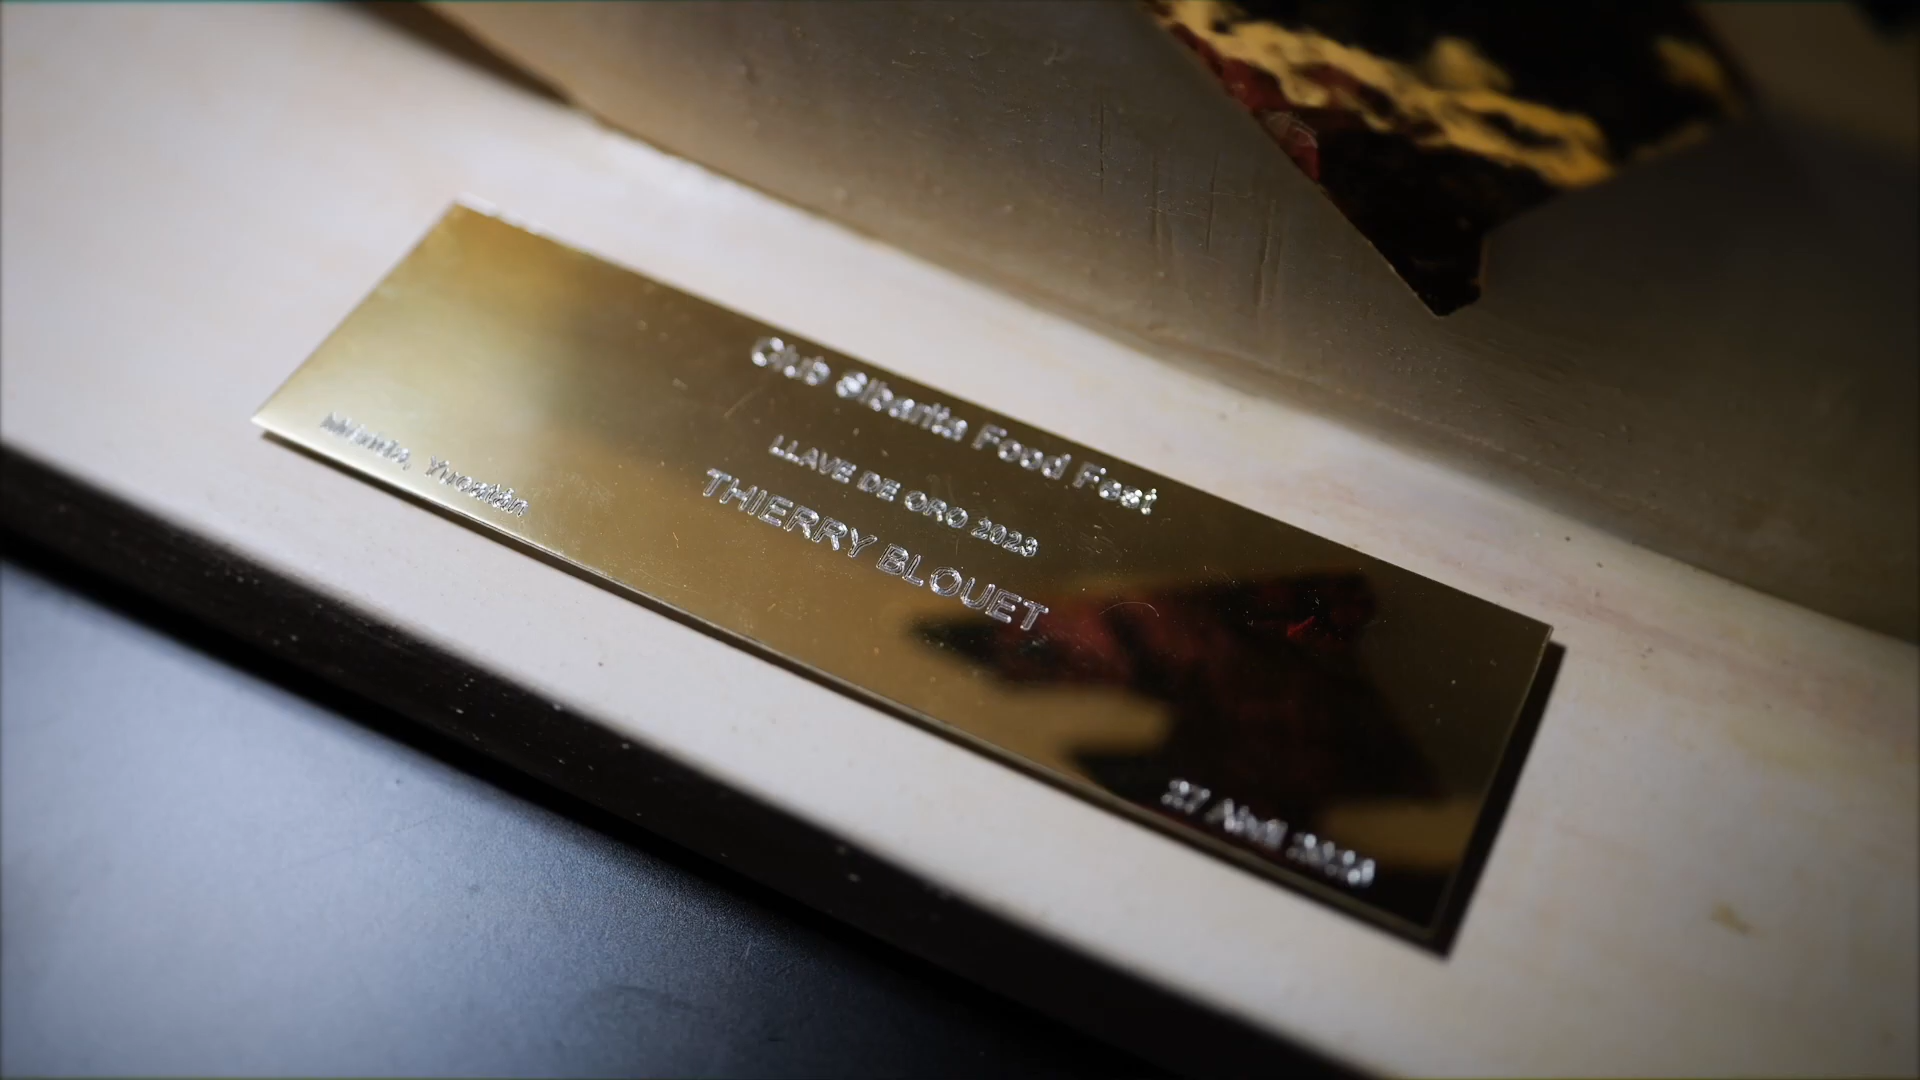 Club Sibarita Food Fest
LLAVE DE ORO 2023
THIERRY BLOUET
Mérida, Yucatán
27 Abril 2023